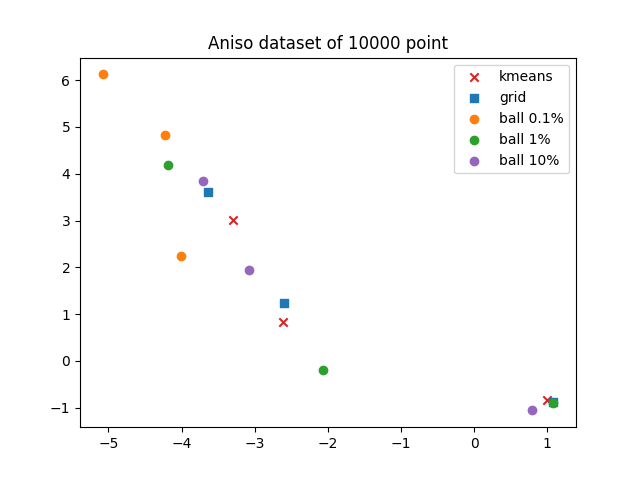 Aniso dataset of 10000 point
kmeans
grid
ball 0.1%
ball 1%
ball 10%
6
5
4
3
2
1
0
−1
−5
−4
−3
−2
−1
0
1